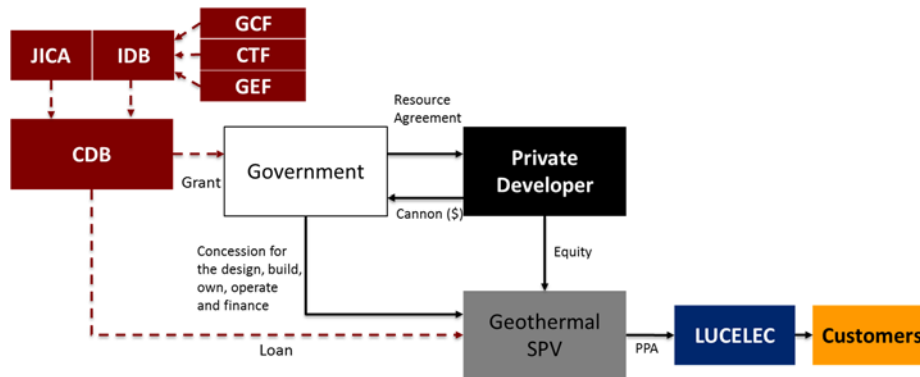 GCF
JICA
IDB
CTF
GEF
Resource
Agreement
CDB
Government
Private
Developer
Grant
Cannon ($)
Concession for
the design, build,
own, operate
and finance
Equity
Geothermal
SPV
PPA
LUCELEC
Customers
Loan